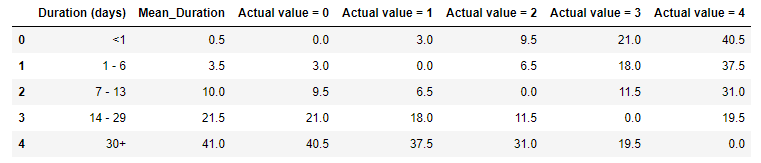 Duration (days) Mean_Duration Actual value = 0 Actual value = 1 Actual value = 2 Actual value = 3 Actual value = 4
0 <1 0.5 0.0 3.0 9.5 21.0 40.5
1 1 - 6 3.5 3.0 0.0 6.5 18.0 37.5
2 7 - 13 10.0 9.5 6.5 0.0 11.5 31.0
3 14 - 29 21.5 21.0 18.0 11.5 0.0 19.5
4 30+ 41.0 40.5 37.5 31.0 19.5 0.0